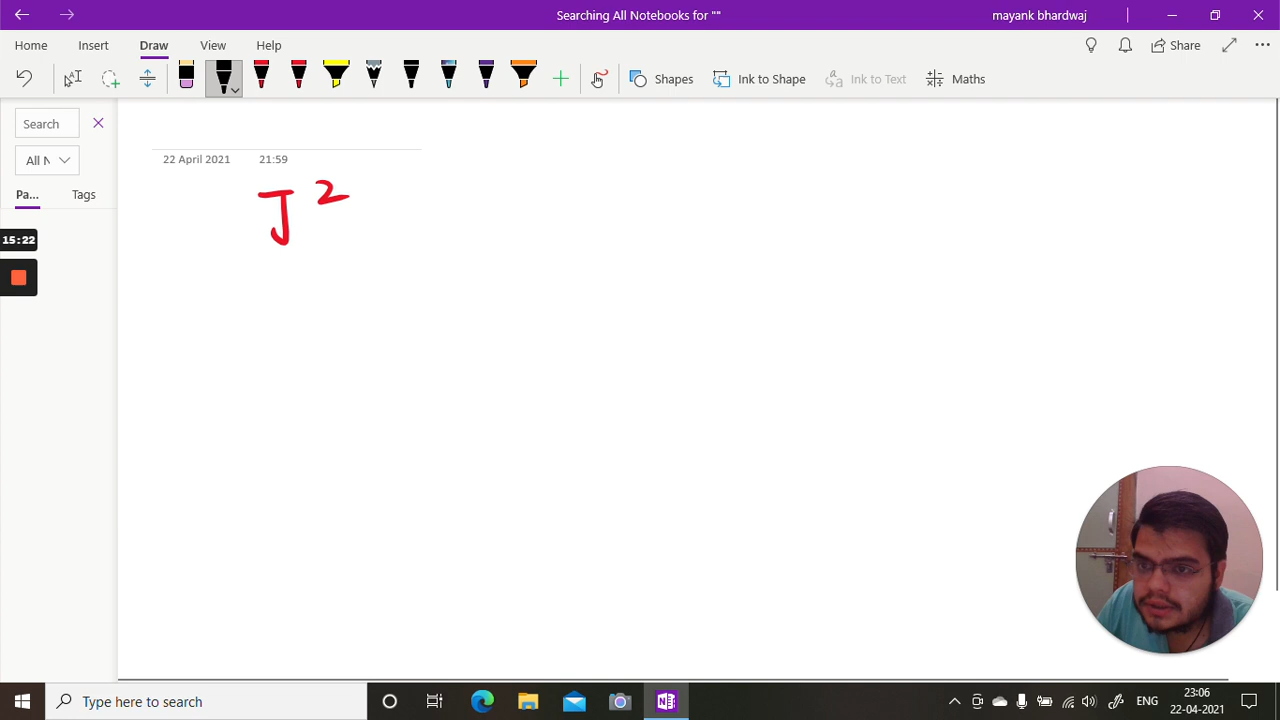 Searching All Notebooks for ""
mayank bhardwaj
Home Insert Draw View Help
Share
Shapes Ink to Shape Ink to Text Maths
Search
All N
Pa... Tags
22 April 2021 21:59
J²
15:22
Type here to search
ENG
23:06
22-04-2021